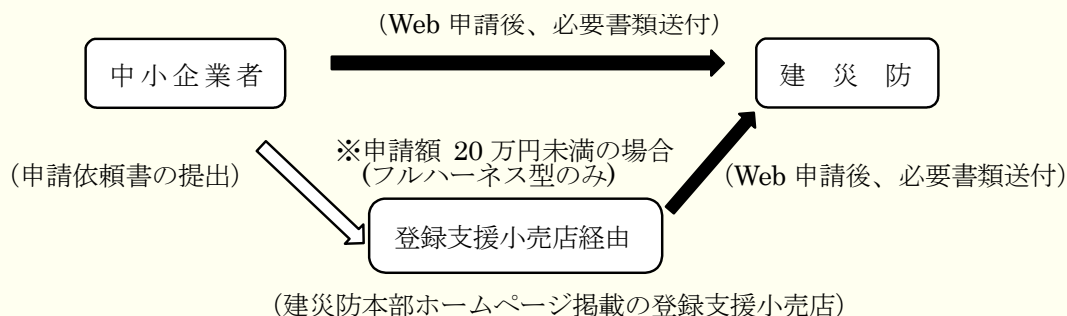 (Web 申請後、必要書類送付)
中小企業者
建災防
※申請額 20 万円未満の場合
(フルハーネス型のみ)
(申請依頼書の提出)
(Web 申請後、必要書類送付)
登録支援小売店経由
(建災防本部ホームページ掲載の登録支援小売店)